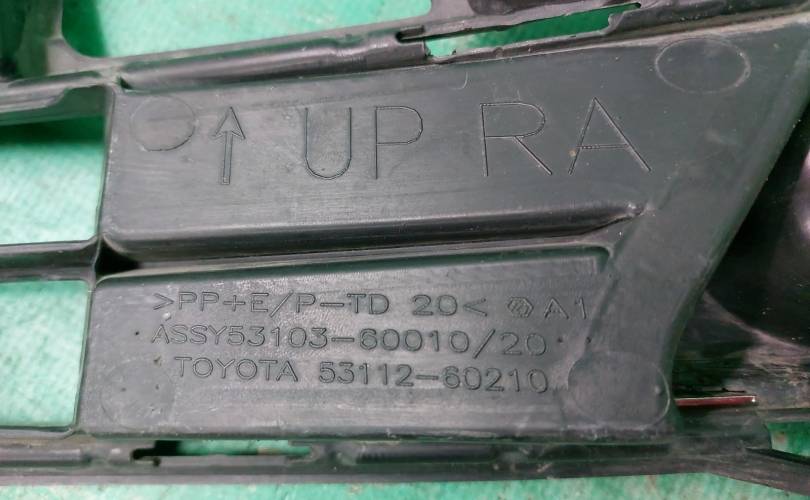 ↑ UP RA
>PP+E/P-TD 20< A1
ASSY53103-60010/20
TOYOTA 53112-60210